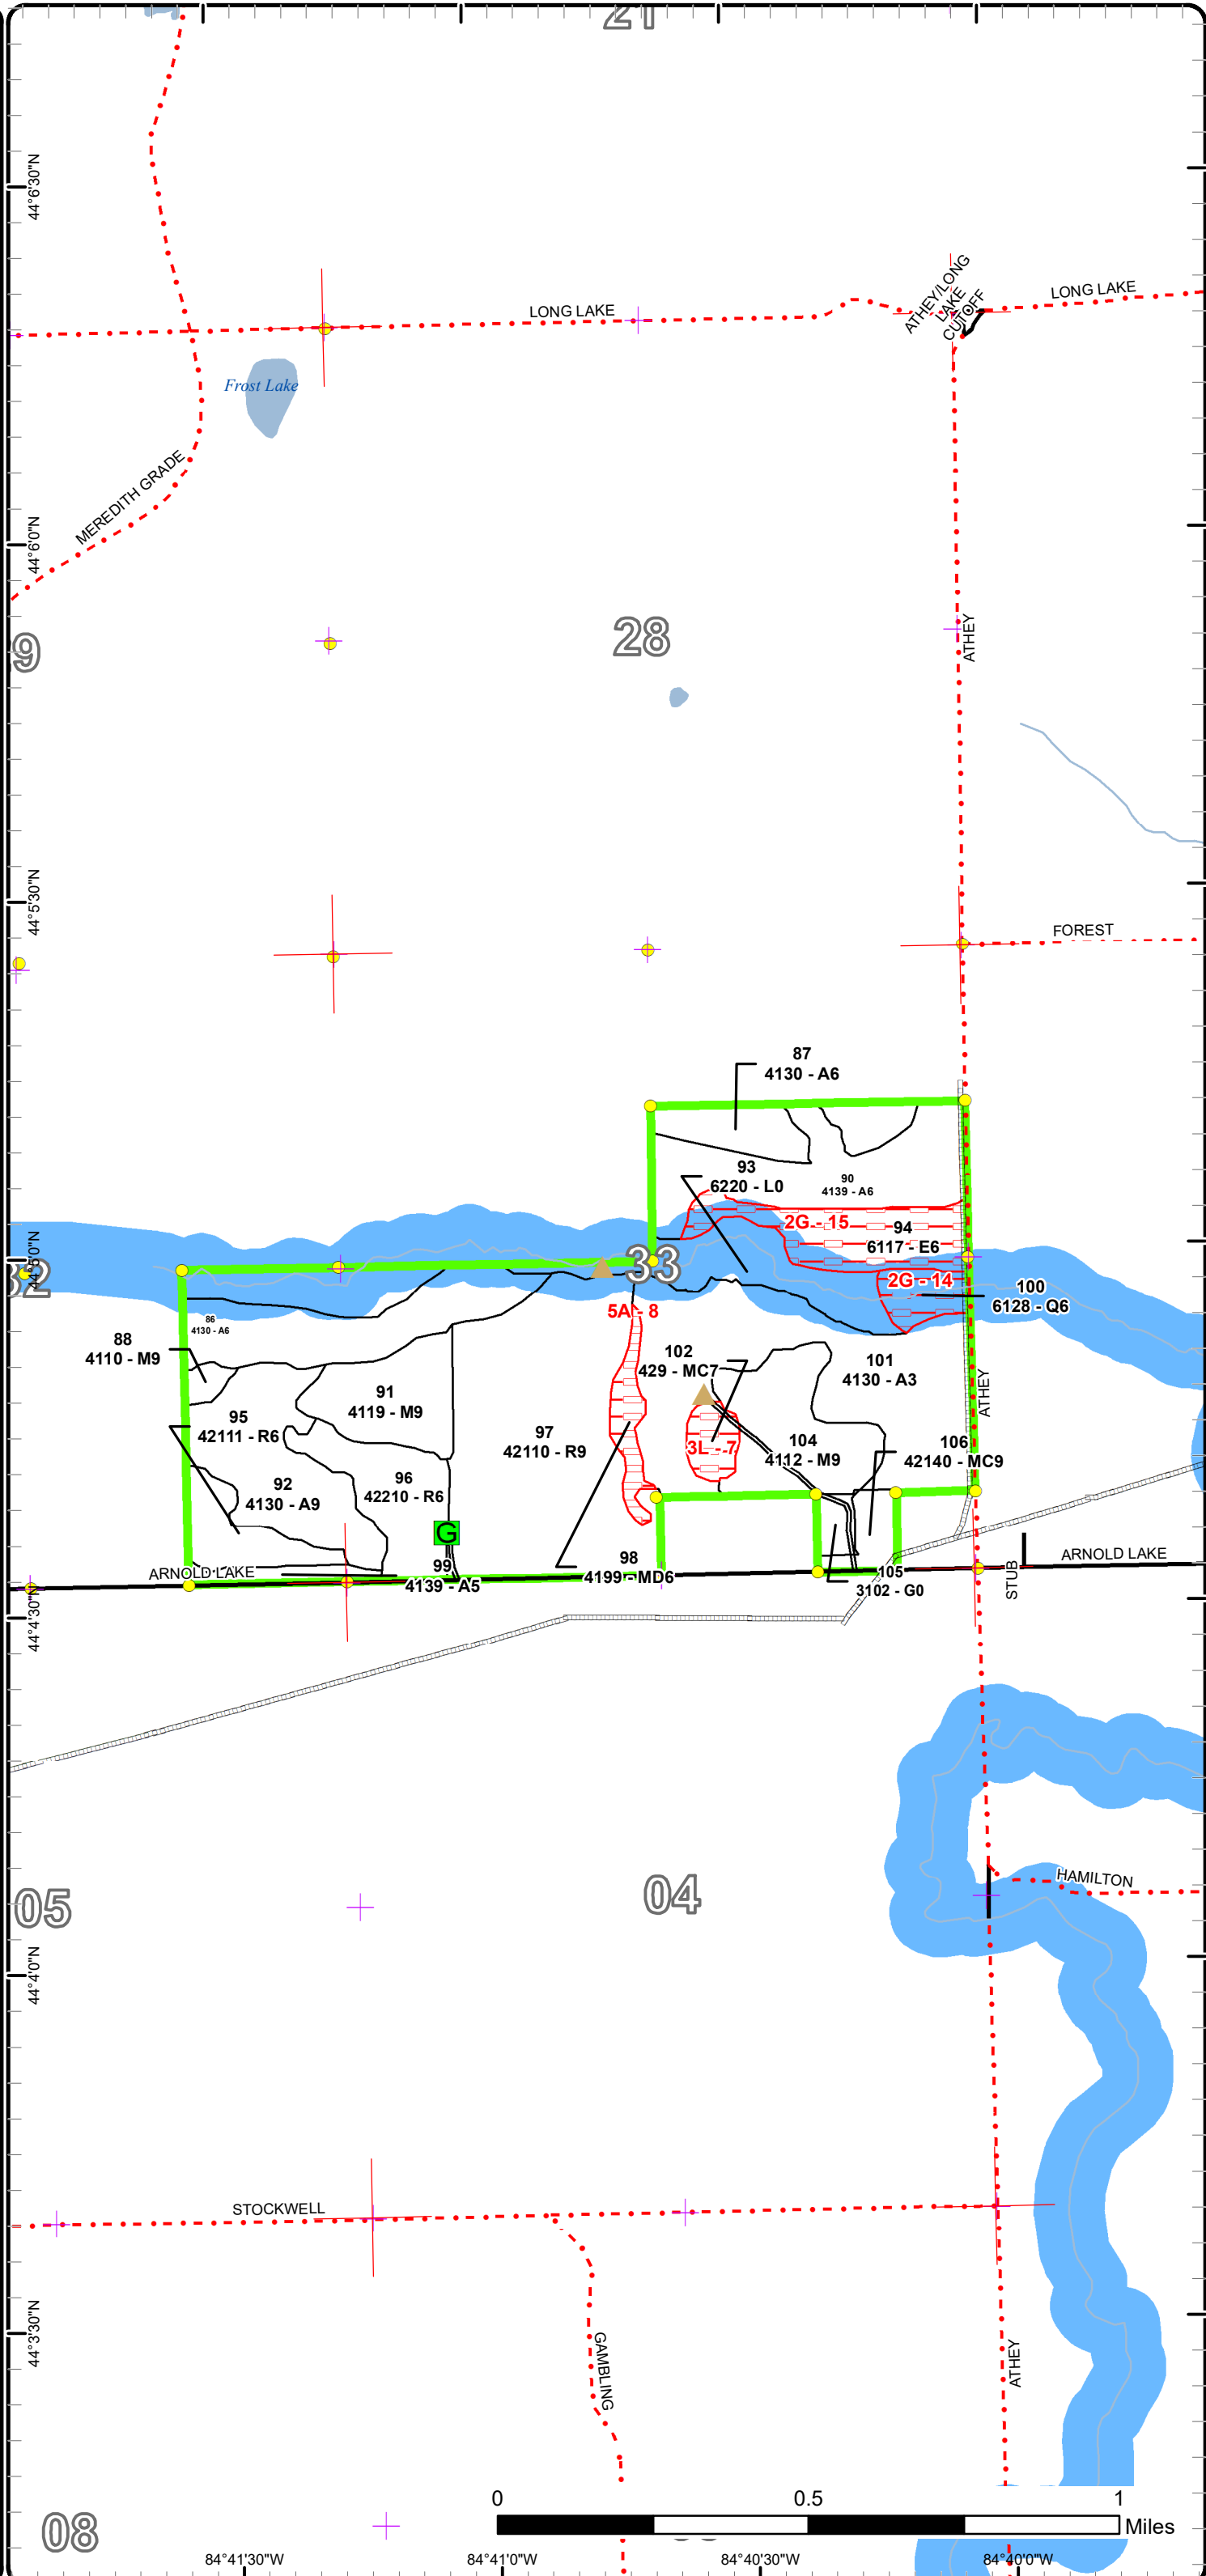 21
44°6'30"N
ATHEY/LONG
LAKE
CUTOFF
LONG LAKE
LONG LAKE
Frost Lake
MEREDITH GRADE
44°6'0"N
28
9
ATHEY
44°5'30"N
FOREST
87
4130 - A6
93
6220 - L0
90
4139 - A6
2G - 15
94
6117 - E6
44°5'0"N
32
33
2G - 14
100
6128 - Q6
86
4130 - A6
5A - 8
88
4110 - M9
102
429 - MC7
101
4130 - A3
ATHEY
91
4119 - M9
95
42111 - R6
97
42110 - R9
3L - 7
104
4112 - M9
106
42140 - MC9
92
4130 - A9
96
42210 - R6
G
ARNOLD LAKE
99
4139 - A5
98
4199 - MD6
105
3102 - G0
ARNOLD LAKE
STUB
44°4'30"N
HAMILTON
05
04
44°4'0"N
STOCKWELL
44°3'30"N
GAMBLING
ATHEY
08
0
0.5
1
Miles
84°41'30"W
84°41'0"W
84°40'30"W
84°40'0"W